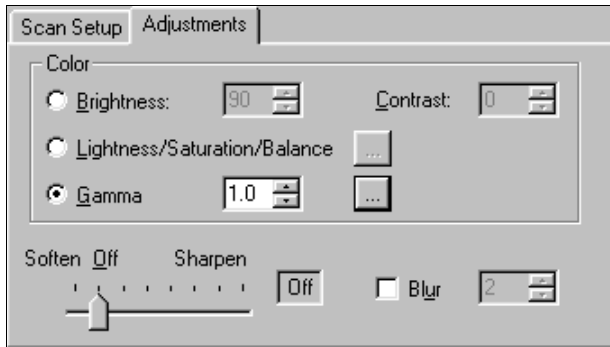 Scan Setup Adjustments
Color
Brightness: 90 Contrast: 0
Lightness/Saturation/Balance ...
Gamma 1.0 ...
Soften Off Sharpen
Off Blur 2